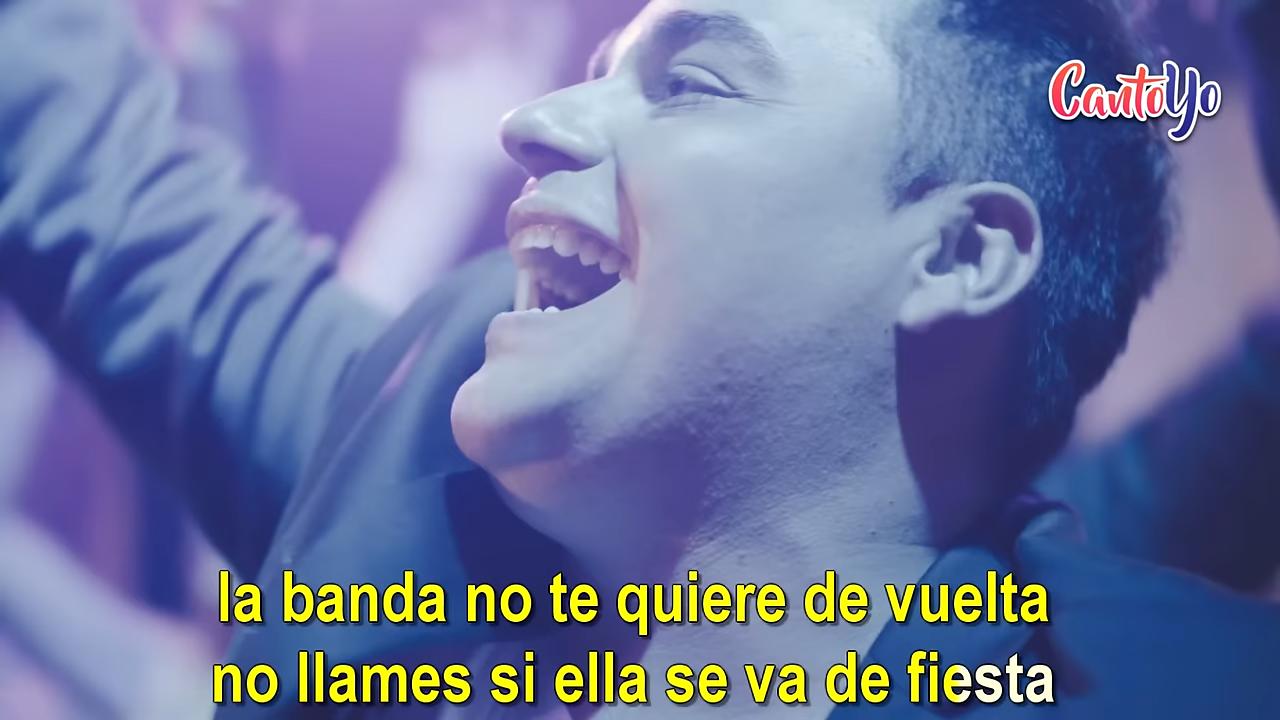 CantoYo
la banda no te quiere de vuelta
no llames si ella se va de fiesta